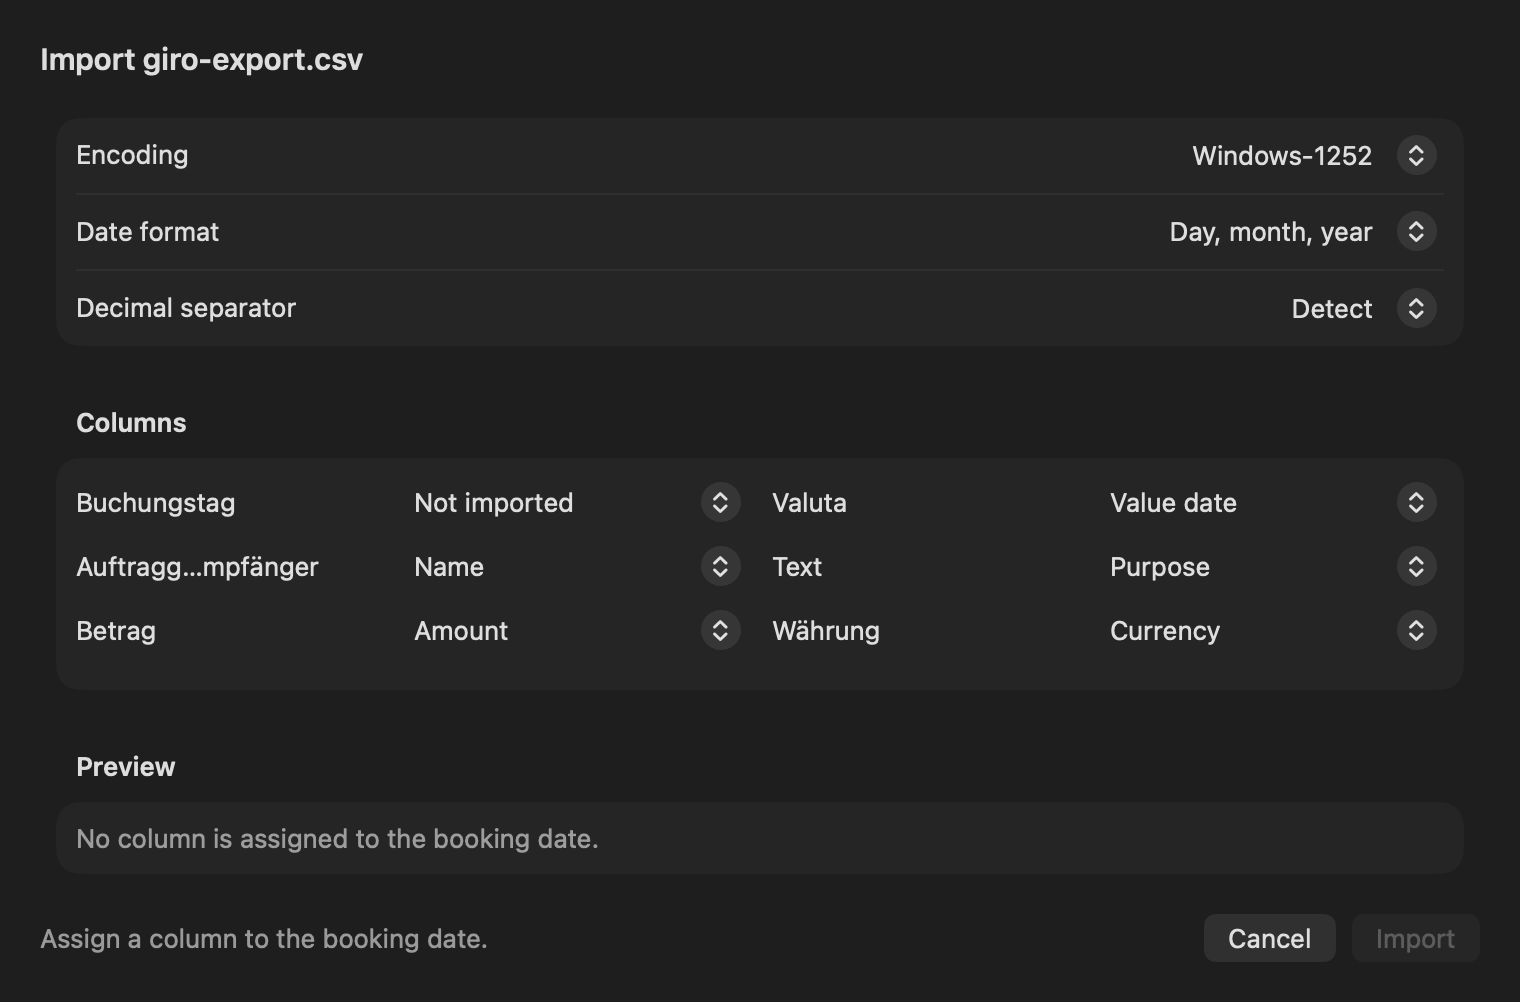 Import giro-export.csv
Encoding Windows-1252
Date format Day, month, year
Decimal separator Detect
Columns
Buchungstag Not imported Valuta Value date
Auftragg...mpfänger Name Text Purpose
Betrag Amount Währung Currency
Preview
No column is assigned to the booking date.
Assign a column to the booking date. Cancel Import